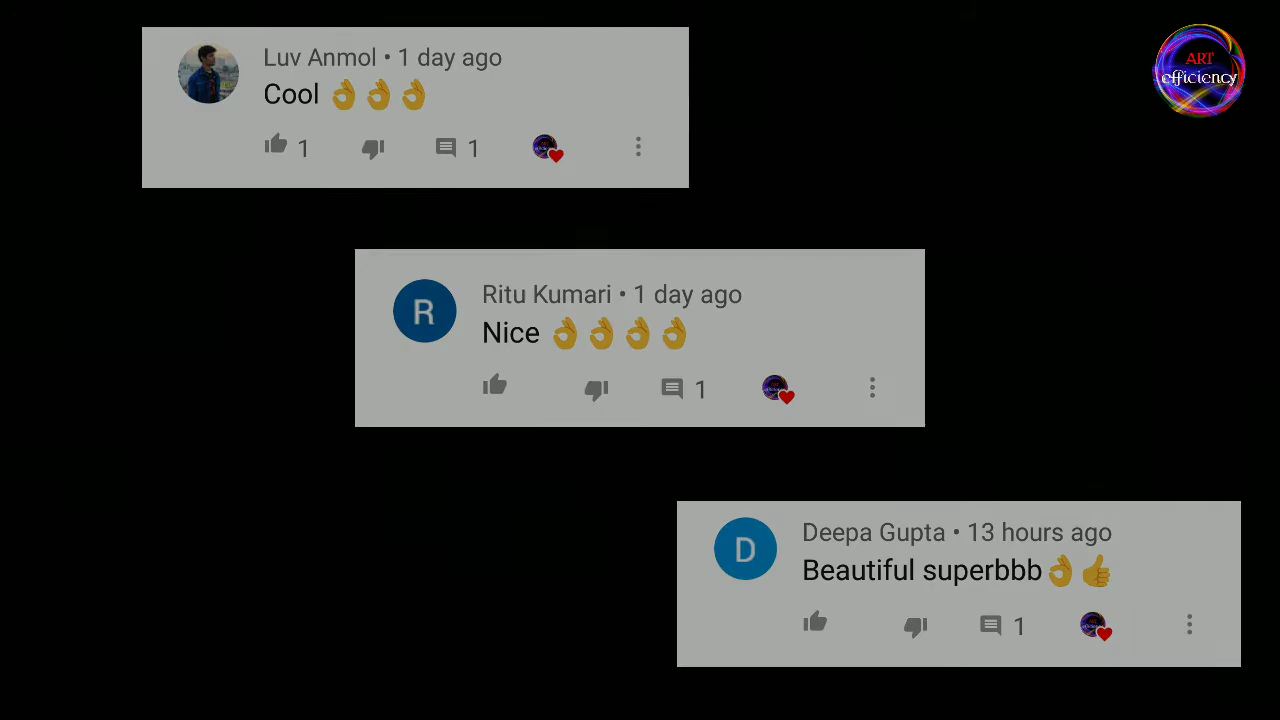 Luv Anmol • 1 day ago
Cool 👌👌👌
1
1
ART
efficiency
Ritu Kumari • 1 day ago
Nice 👌👌👌👌
1
R
Deepa Gupta • 13 hours ago
Beautiful superbbb👌👍
1
D